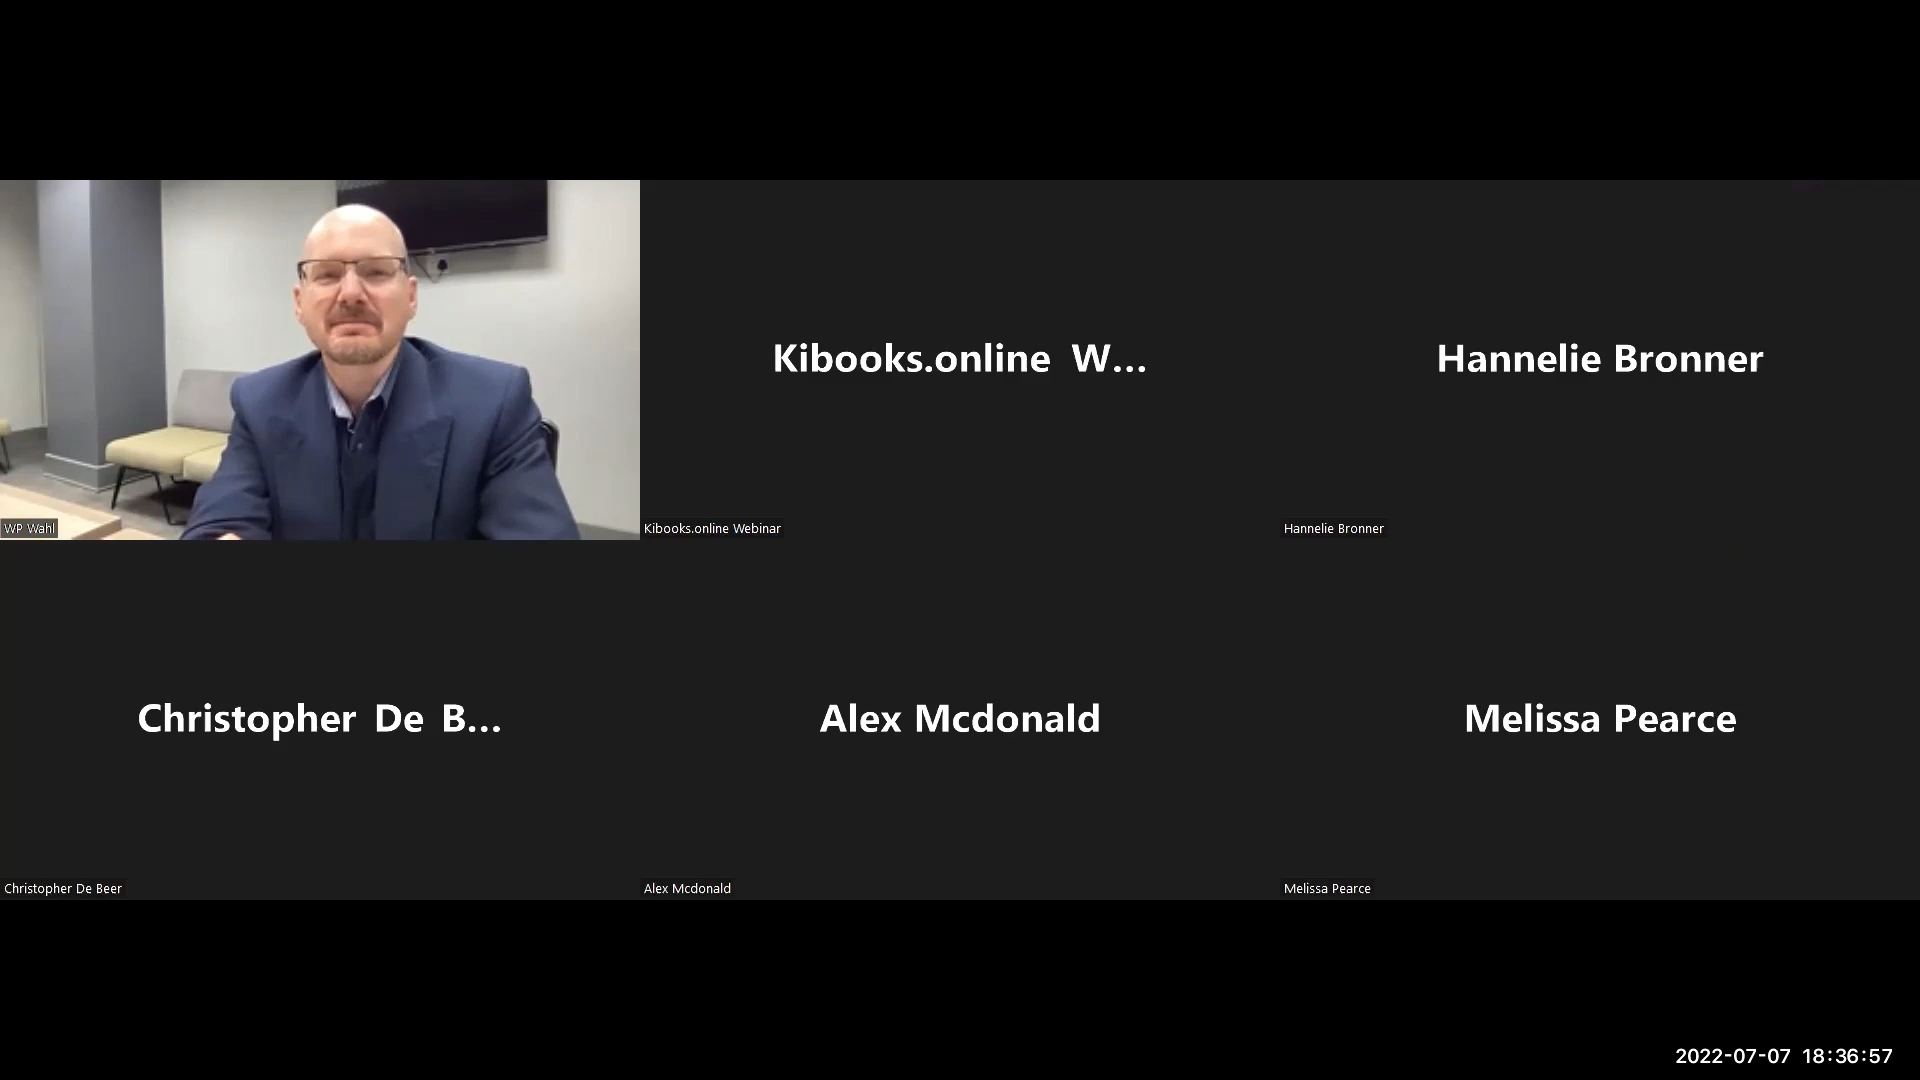 Kibooks.online W...
Hannelie Bronner
WP Wahl
Kibooks.online Webinar
Hannelie Bronner
Christopher De B...
Alex Mcdonald
Melissa Pearce
Christopher De Beer
Alex Mcdonald
Melissa Pearce
2022-07-07 18:36:57